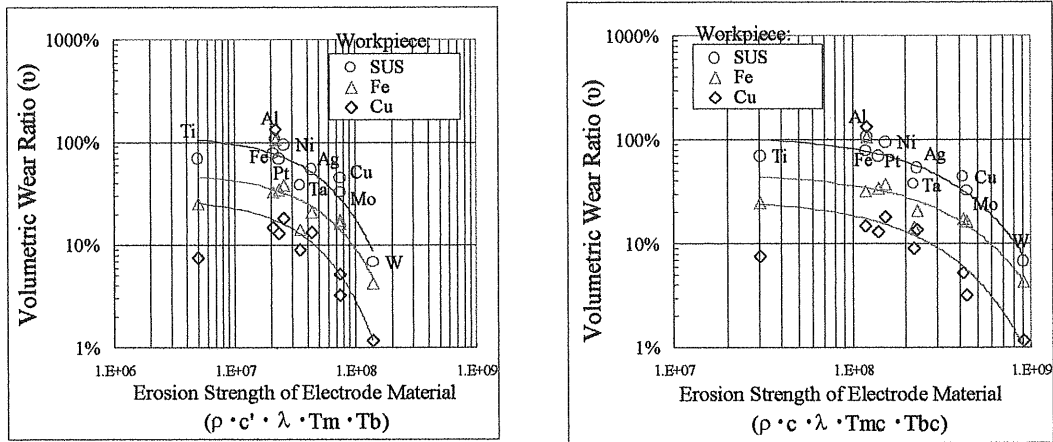 1000%
100%
10%
1%
Volumetric Wear Ratio (υ)
Workpiece:
SUS
Fe
Cu
Ti
Al
Ni
Fe
Pt
Ag
Ta
Cu
Mo
W
1.E+06
1.E+07
1.E+08
1.E+09
Erosion Strength of Electrode Material
(ρ・c'・λ・Tm・Tb)
1000%
100%
10%
1%
Volumetric Wear Ratio (υ)
Workpiece:
SUS
Fe
Cu
Ti
Al
Ni
Fe
Pt
Ag
Ta
Cu
Mo
W
1.E+07
1.E+08
1.E+09
Erosion Strength of Electrode Material
(ρ・c・λ・Tmc・Tbc)